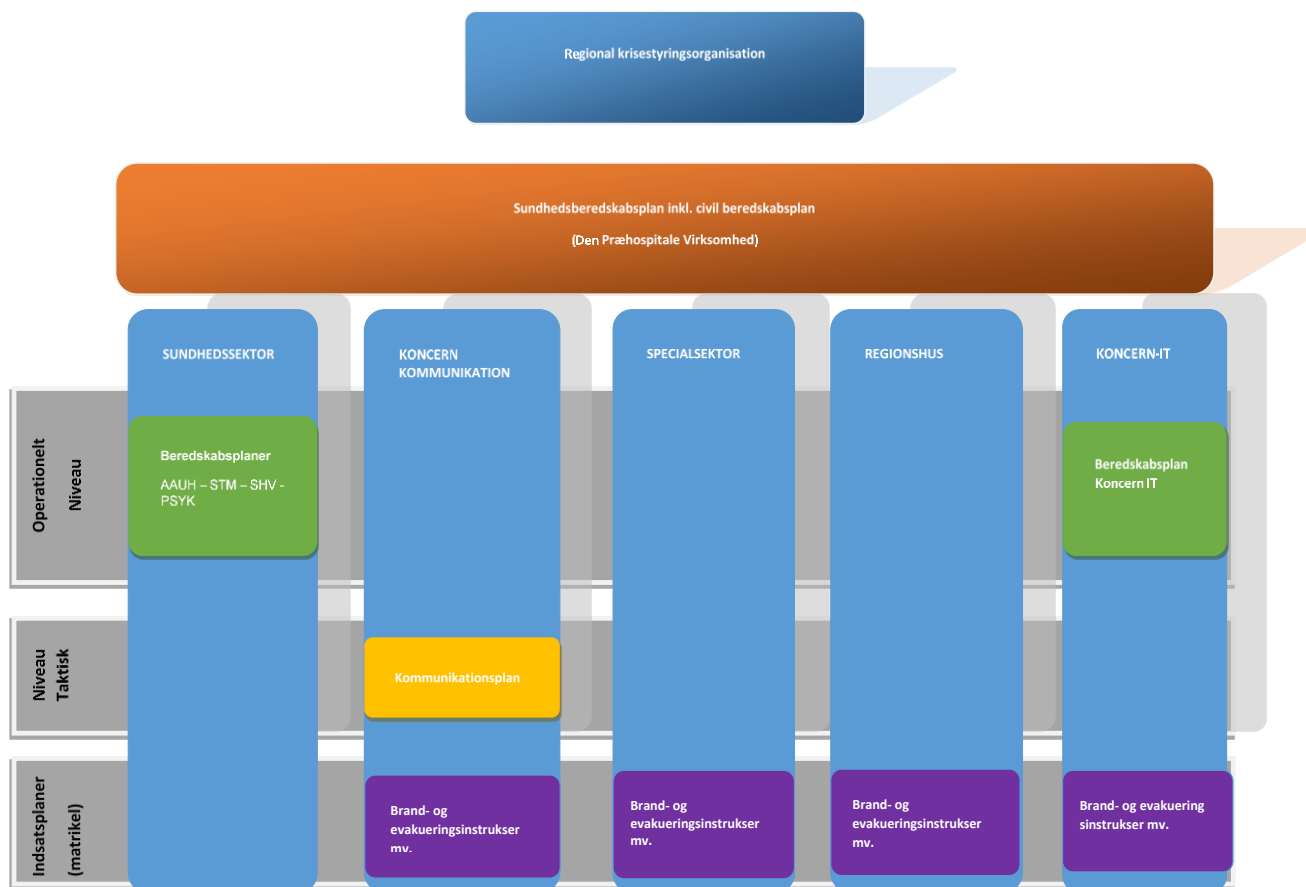 Regional krisestyringsorganisation
Sundhedsberedskabsplan inkl. civil beredskabsplan
(Den Præhospitale Virksomhed)
SUNDHEDSSEKTOR
KONCERN
KOMMUNIKATION
SPECIALSEKTOR
REGIONSHUS
KONCERN-IT
Operationelt
Niveau
Beredskabsplaner
AAUH – STM – SHV -
PSYK
Beredskabsplan
Koncern IT
Niveau
Taktisk
Kommunikationsplan
Indsatsplaner
(matrikel)
Brand- og
evakueringsinstrukser
mv.
Brand- og
evakueringsinstrukser
mv.
Brand- og
evakueringsinstrukser
mv.
Brand- og evakuering
sinstrukser mv.